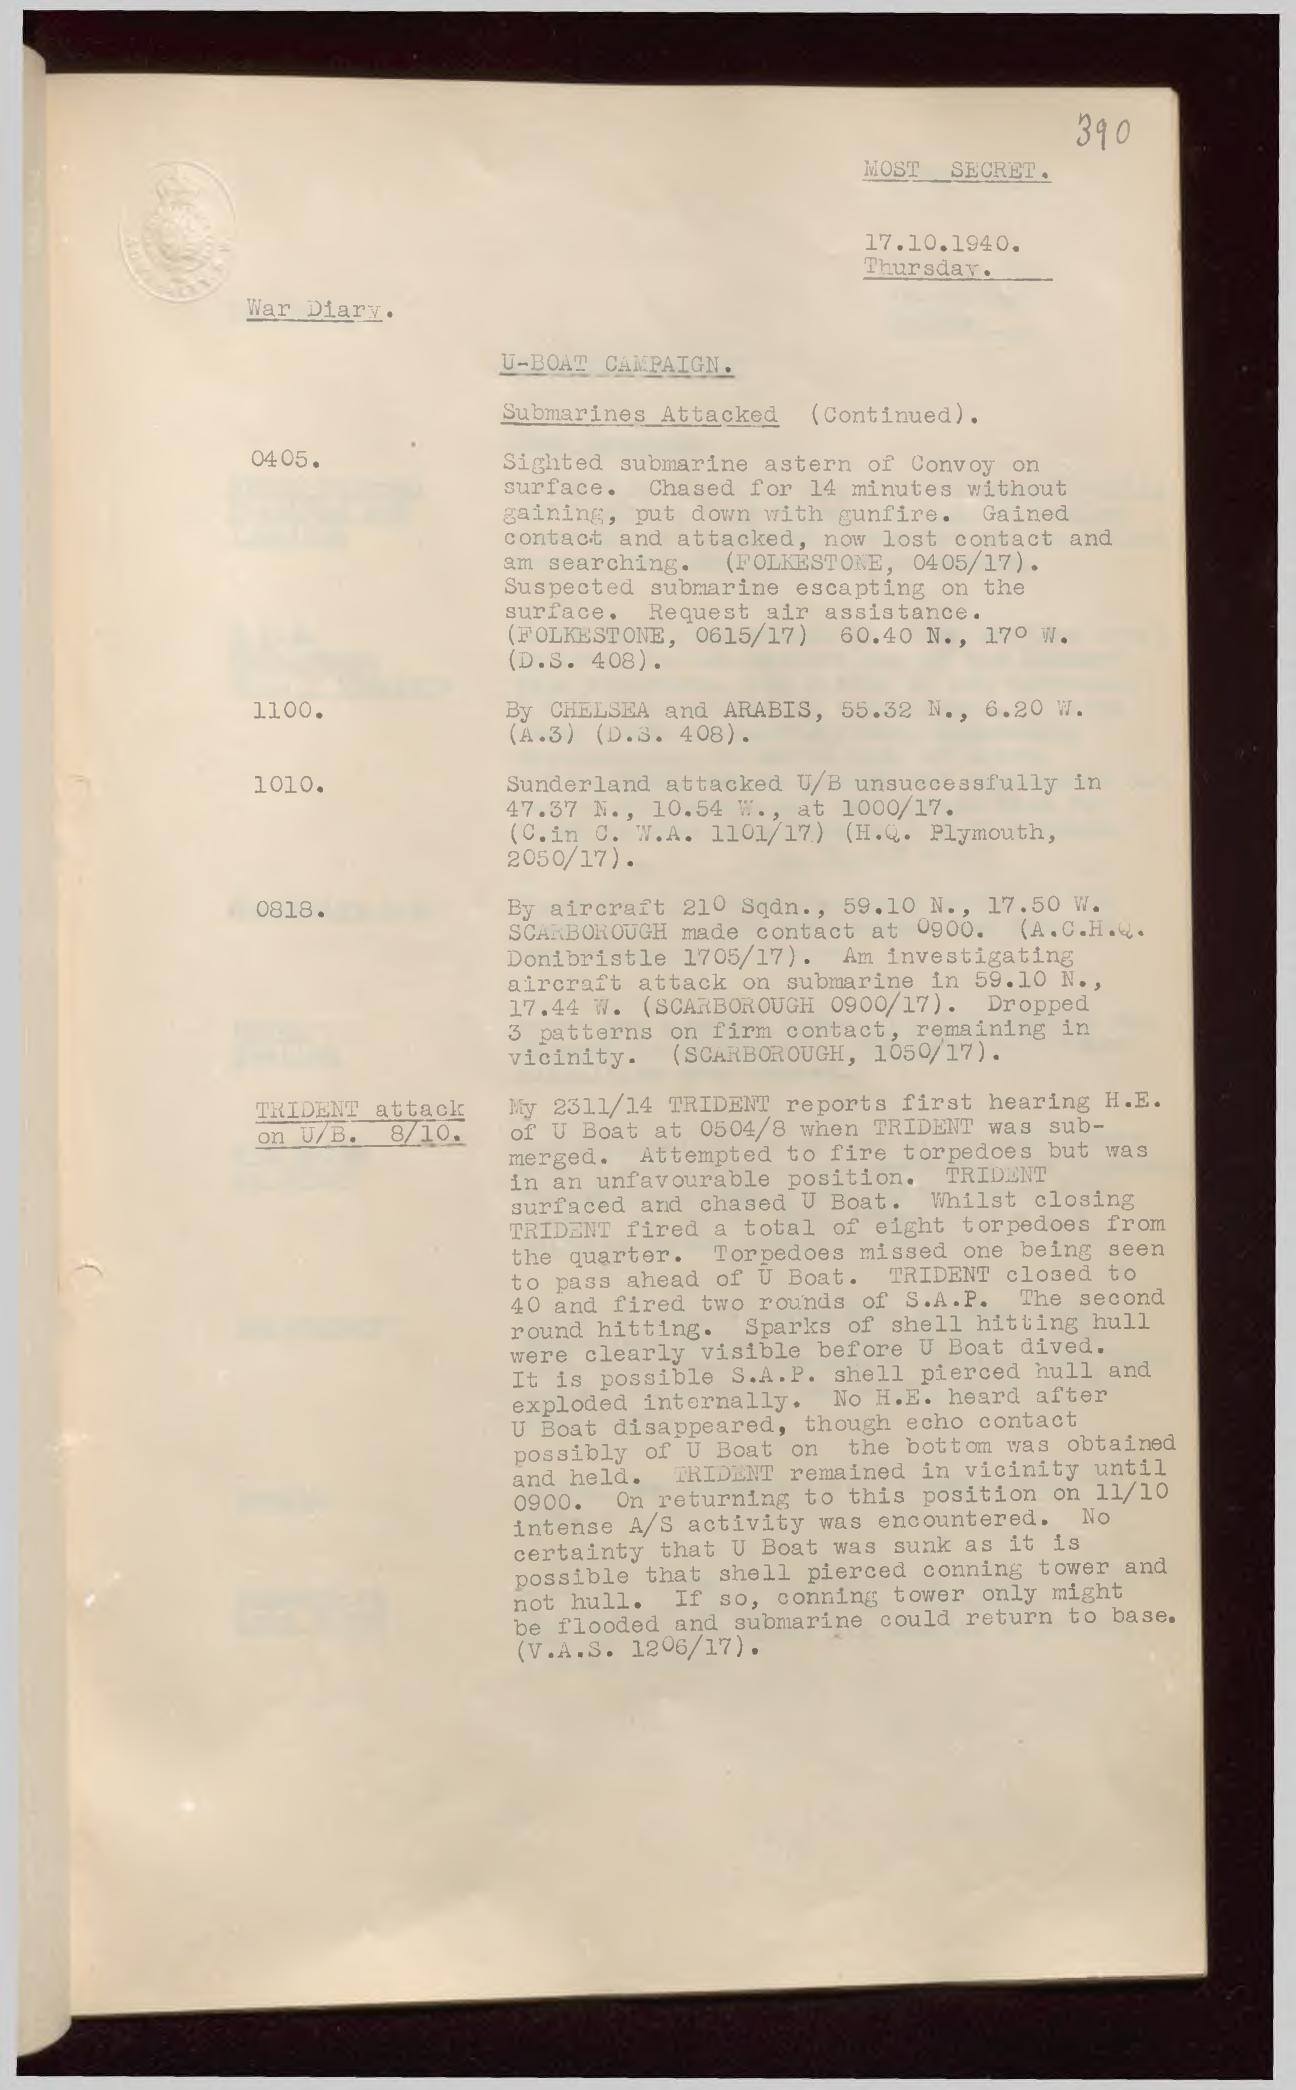 390
MOST SECRET.
17.10.1940.
Thursday.
War Diary.
U-BOAT CAMPAIGN.
Submarines Attacked (Continued).
0405. Sighted submarine astern of Convoy on
surface. Chased for 14 minutes without
gaining, put down with gunfire. Gained
contact and attacked, now lost contact and
am searching. (FOLKESTONE, 0405/17).
Suspected submarine escapting on the
surface. Request air assistance.
(FOLKESTONE, 0615/17) 60.40 N., 17° W.
(D.S. 408).
1100. By CHELSEA and ARABIS, 55.32 N., 6.20 W.
(A.3) (D.S. 408).
1010. Sunderland attacked U/B unsuccessfully in
47.37 N., 10.54 W., at 1000/17.
(C.in C. W.A. 1101/17) (H.Q. Plymouth,
2050/17).
0818. By aircraft 210 Sqdn., 59.10 N., 17.50 W.
SCARBOROUGH made contact at 0900. (A.C.H.Q.
Donibristle 1705/17). Am investigating
aircraft attack on submarine in 59.10 N.,
17.44 W. (SCARBOROUGH 0900/17). Dropped
3 patterns on firm contact, remaining in
vicinity. (SCARBOROUGH, 1050/17).
TRIDENT attack My 2311/14 TRIDENT reports first hearing H.E.
on U/B. 8/10. of U Boat at 0504/8 when TRIDENT was sub-
merged. Attempted to fire torpedoes but was
in an unfavourable position. TRIDENT
surfaced and chased U Boat. Whilst closing
TRIDENT fired a total of eight torpedoes from
the quarter. Torpedoes missed one being seen
to pass ahead of U Boat. TRIDENT closed to
40 and fired two rounds of S.A.P. The second
round hitting. Sparks of shell hitting hull
were clearly visible before U Boat dived.
It is possible S.A.P. shell pierced hull and
exploded internally. No H.E. heard after
U Boat disappeared, though echo contact
possibly of U Boat on the bottom was obtained
and held. TRIDENT remained in vicinity until
0900. On returning to this position on 11/10
intense A/S activity was encountered. No
certainty that U Boat was sunk as it is
possible that shell pierced conning tower and
not hull. If so, conning tower only might
be flooded and submarine could return to base.
(V.A.S. 1206/17).